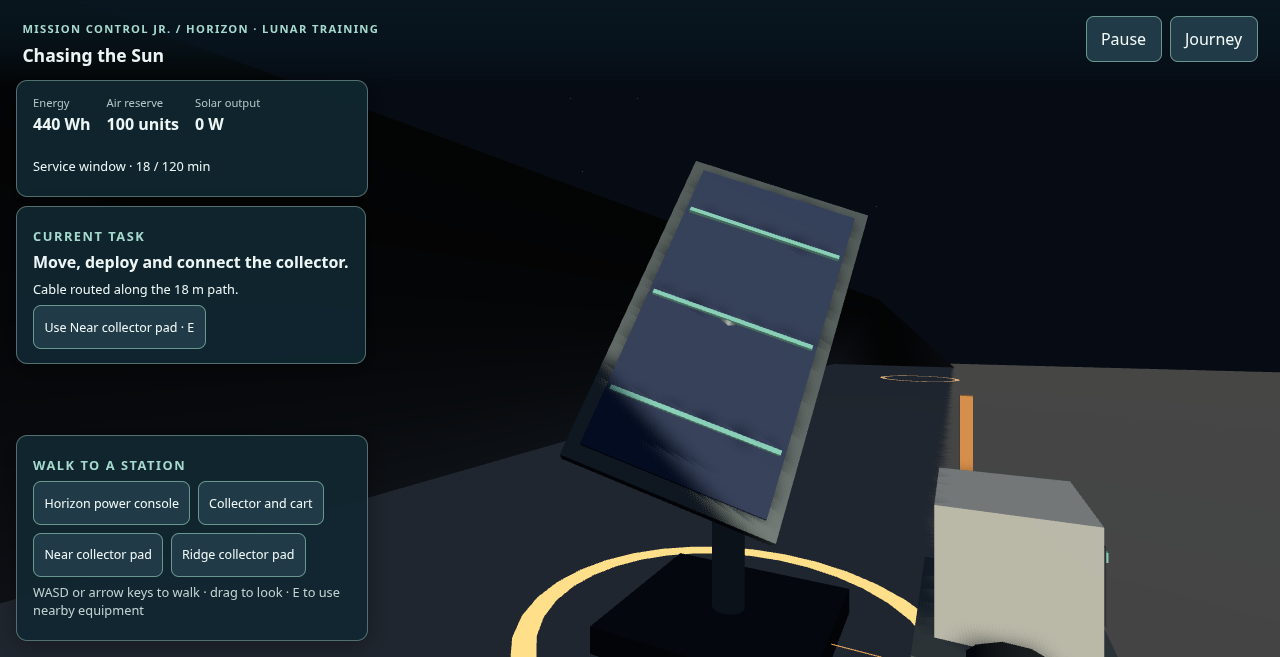 MISSION CONTROL JR. / HORIZON · LUNAR TRAINING
Chasing the Sun
Pause
Journey
Energy
Air reserve
Solar output
440 Wh
100 units
0 W
Service window · 18 / 120 min
CURRENT TASK
Move, deploy and connect the collector.
Cable routed along the 18 m path.
Use Near collector pad · E
WALK TO A STATION
Horizon power console
Collector and cart
Near collector pad
Ridge collector pad
WASD or arrow keys to walk · drag to look · E to use
nearby equipment